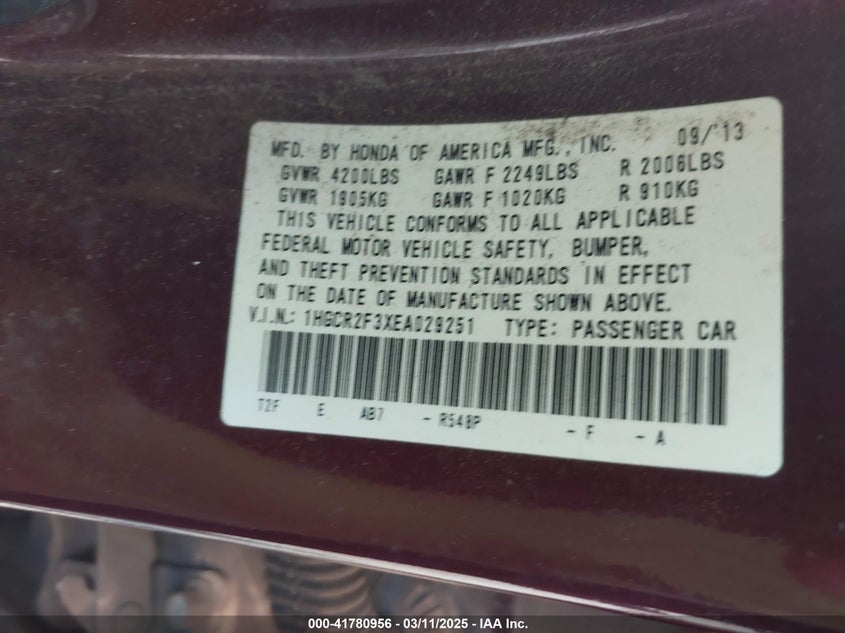 MFD. BY HONDA OF AMERICA MFG., INC. 09/13
GVWR 4200LBS GAWR F 2249LBS R 2006LBS
GVWR 1905KG GAWR F 1020KG R 910KG
THIS VEHICLE CONFORMS TO ALL APPLICABLE
FEDERAL MOTOR VEHICLE SAFETY, BUMPER,
AND THEFT PREVENTION STANDARDS IN EFFECT
ON THE DATE OF MANUFACTURE SHOWN ABOVE.
V.I.N.: 1HGCR2F3XEA029251 TYPE: PASSENGER CAR
T2F E AB7 - R548P - F - A
000-41780956 - 03/11/2025 - IAA Inc.